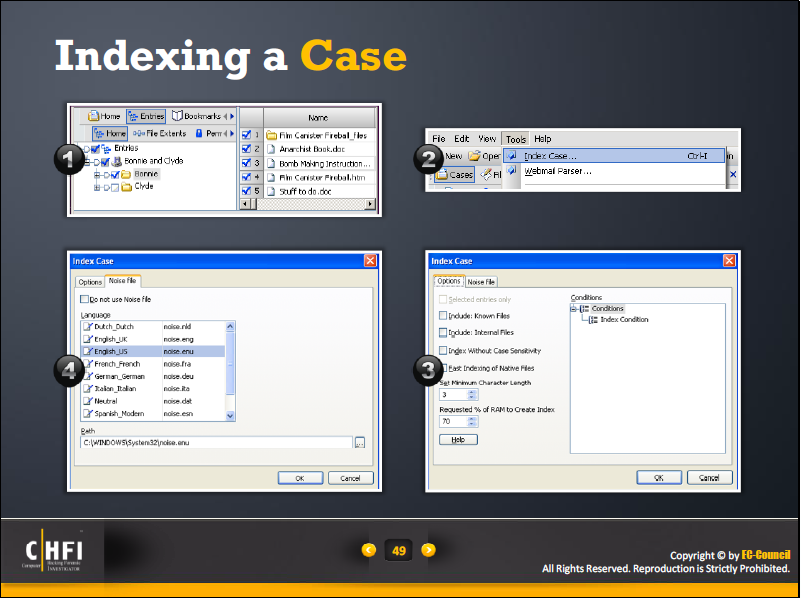 Indexing a Case
Home Entries Bookmarks
Home File Extents Perm
Entries
Bonnie and Clyde
Bonnie
Clyde
Name
1 Film Canister Fireball_files
2 Anarchist Book.doc
3 Bomb Making Instruction...
4 Film Canister Fireball.htm
5 Stuff to do.doc
1
File Edit View Tools Help
New Open Index Case... Ctrl-I in
Cases Fi Webmail Parser...
2
Index Case
Options Noise file
Do not use Noise file
Language
Dutch_Dutch noise.nld
English_UK noise.eng
English_US noise.enu
French_French noise.fra
German_German noise.deu
Italian_Italian noise.ita
Neutral noise.dat
Spanish_Modern noise.esn
Path
C:\WINDOWS\System32\noise.enu
OK Cancel
4
Index Case
Options Noise file
Selected entries only
Include: Known Files
Include: Internal Files
Index Without Case Sensitivity
Fast Indexing of Native Files
Set Minimum Character Length
3
Requested % of RAM to Create Index
70
Help
Conditions
Conditions
Index Condition
OK Cancel
3
CHFI
Computer Hacking Forensic
INVESTIGATOR
49
Copyright © by EC-Council
All Rights Reserved. Reproduction is Strictly Prohibited.